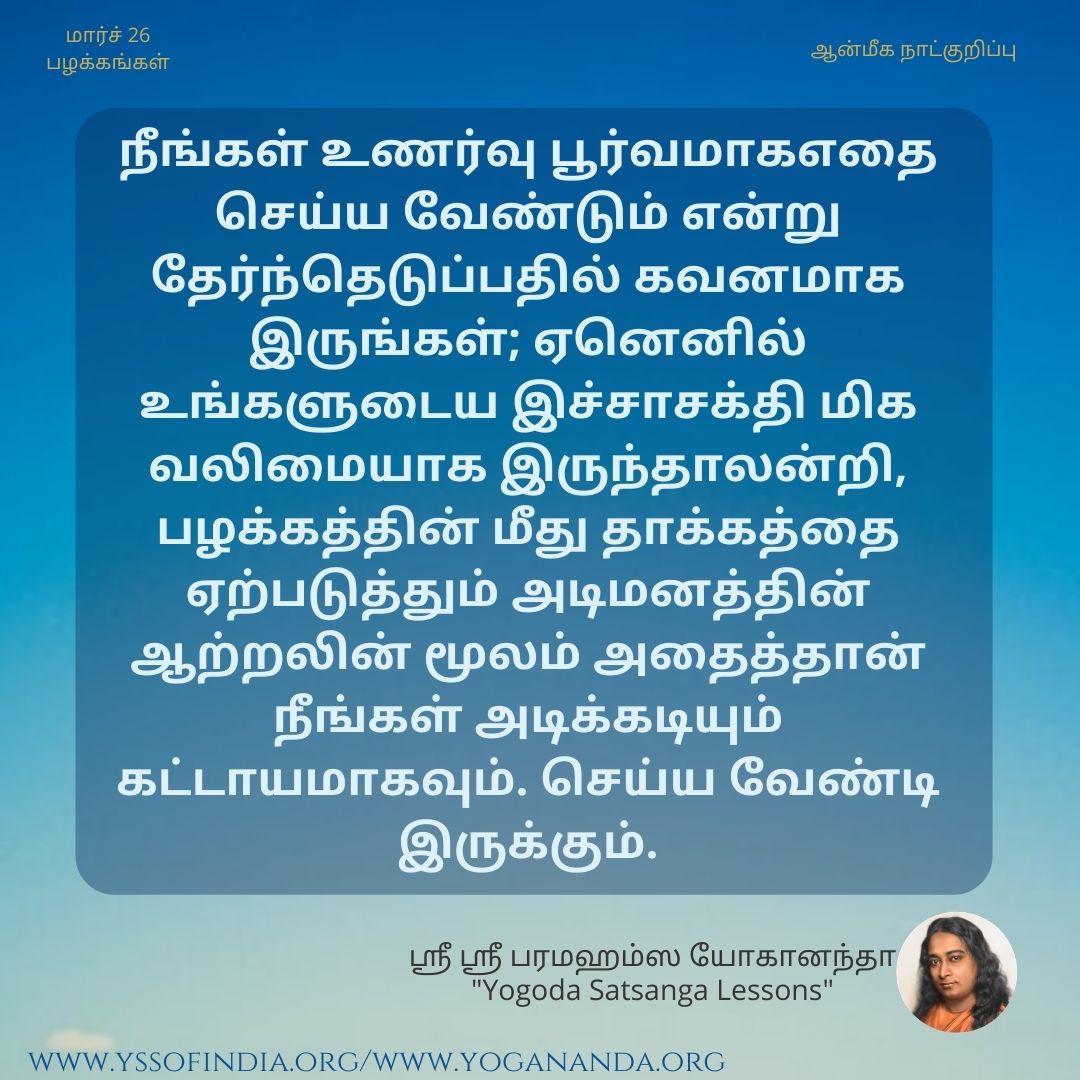 மார்ச் 26
பழக்கங்கள்
ஆன்மீக நாட்குறிப்பு
நீங்கள் உணர்வு பூர்வமாகஎதை
செய்ய வேண்டும் என்று
தேர்ந்தெடுப்பதில் கவனமாக
இருங்கள்; ஏனெனில்
உங்களுடைய இச்சாசக்தி மிக
வலிமையாக இருந்தாலன்றி,
பழக்கத்தின் மீது தாக்கத்தை
ஏற்படுத்தும் அடிமனத்தின்
ஆற்றலின் மூலம் அதைத்தான்
நீங்கள் அடிக்கடியும்
கட்டாயமாகவும். செய்ய வேண்டி
இருக்கும்.
ஸ்ரீ ஸ்ரீ பரமஹம்ஸ யோகானந்தா
"Yogoda Satsanga Lessons"
WWW.YSSOFINDIA.ORG/WWW.YOGANANDA.ORG